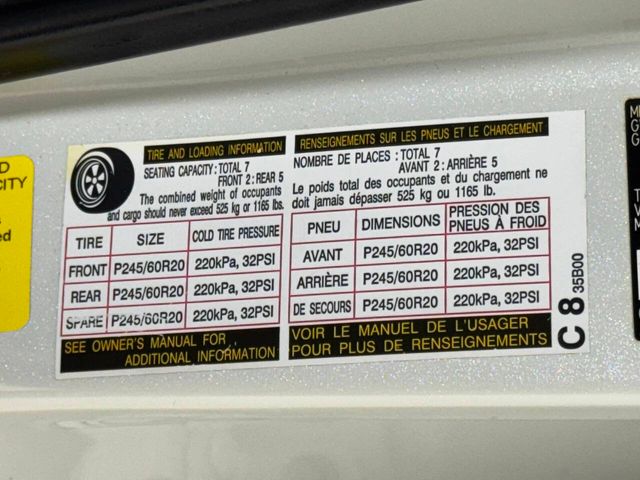 TIRE AND LOADING INFORMATION
SEATING CAPACITY : TOTAL 7
FRONT 2 : REAR 5
The combined weight of occupants
and cargo should never exceed 525 kg or 1165 lb.
TIRE SIZE COLD TIRE PRESSURE
FRONT P245/60R20 220kPa, 32PSI
REAR P245/60R20 220kPa, 32PSI
SPARE P245/60R20 220kPa, 32PSI
SEE OWNER'S MANUAL FOR
ADDITIONAL INFORMATION
RENSEIGNEMENTS SUR LES PNEUS ET LE CHARGEMENT
NOMBRE DE PLACES : TOTAL 7
AVANT 2 : ARRIÈRE 5
Le poids total des occupants et du chargement ne
doit jamais dépasser 525 kg ou 1165 lb.
PNEU DIMENSIONS PRESSION DES
PNEUS À FROID
AVANT P245/60R20 220kPa, 32PSI
ARRIÈRE P245/60R20 220kPa, 32PSI
DE SECOURS P245/60R20 220kPa, 32PSI
VOIR LE MANUEL DE L'USAGER
POUR PLUS DE RENSEIGNEMENTS
C 8 35B00